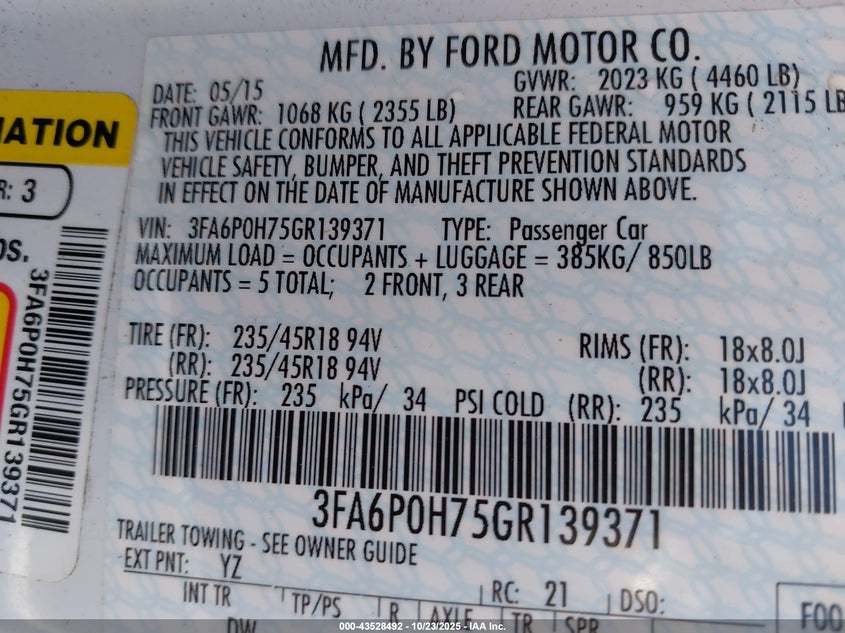 MFD. BY FORD MOTOR CO.
DATE: 05/15 GVWR: 2023 KG ( 4460 LB)
FRONT GAWR: 1068 KG ( 2355 LB) REAR GAWR: 959 KG ( 2115 LB
THIS VEHICLE CONFORMS TO ALL APPLICABLE FEDERAL MOTOR
VEHICLE SAFETY, BUMPER, AND THEFT PREVENTION STANDARDS
IN EFFECT ON THE DATE OF MANUFACTURE SHOWN ABOVE.
VIN: 3FA6P0H75GR139371 TYPE: Passenger Car
MAXIMUM LOAD = OCCUPANTS + LUGGAGE = 385KG/ 850LB
OCCUPANTS = 5 TOTAL; 2 FRONT, 3 REAR
TIRE (FR): 235/45R18 94V RIMS (FR): 18x8.0J
(RR): 235/45R18 94V (RR): 18x8.0J
PRESSURE (FR): 235 kPa/ 34 PSI COLD (RR): 235 kPa/ 34
3FA6P0H75GR139371
TRAILER TOWING - SEE OWNER GUIDE
EXT PNT: YZ RC: 21 DSO:
INT TR TP/PS R AXLE TR SPR
DW
FOO
MATION
R: 3
OS.
3FA6P0H75GR139371
000-43528492 - 10/23/2025 - IAA Inc.